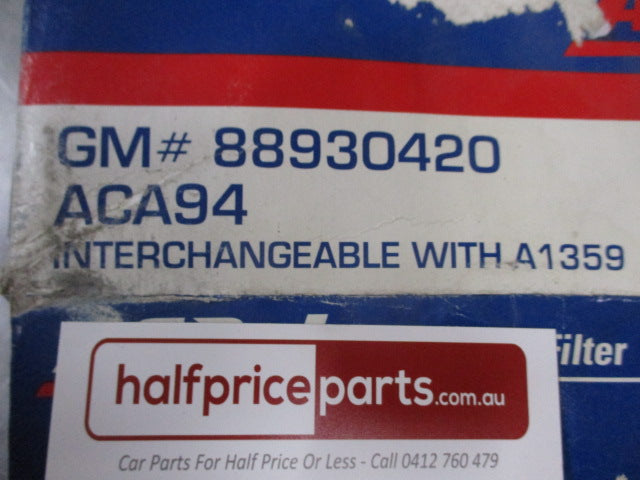 GM# 88930420
ACA94
INTERCHANGEABLE WITH A1359
Filter
halfpriceparts.com.au
Car Parts For Half Price Or Less - Call 0412 760 479